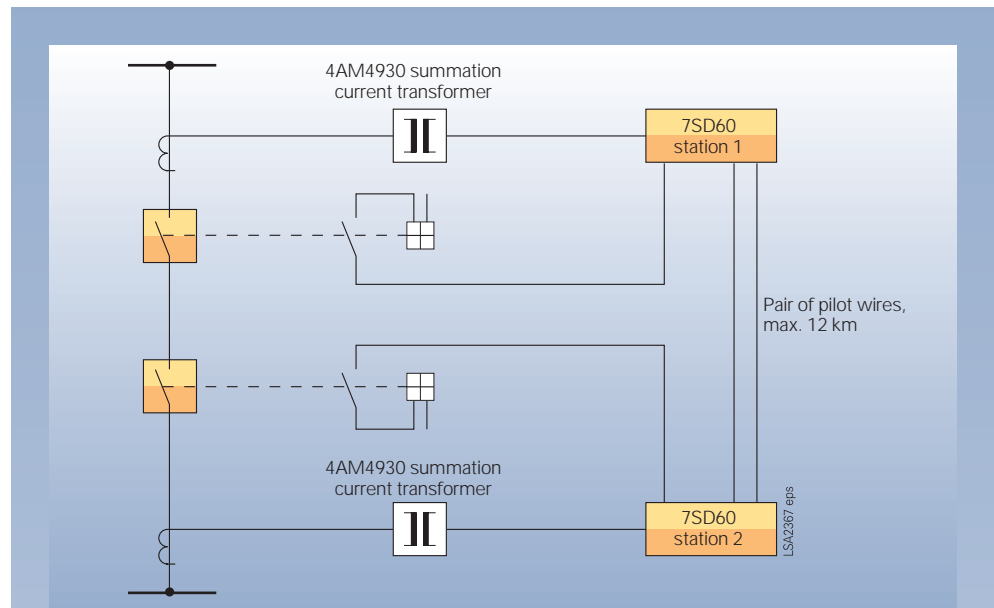 4AM4930 summation
current transformer
7SD60
station 1
Pair of pilot wires,
max. 12 km
4AM4930 summation
current transformer
7SD60
station 2
LSA2367 eps